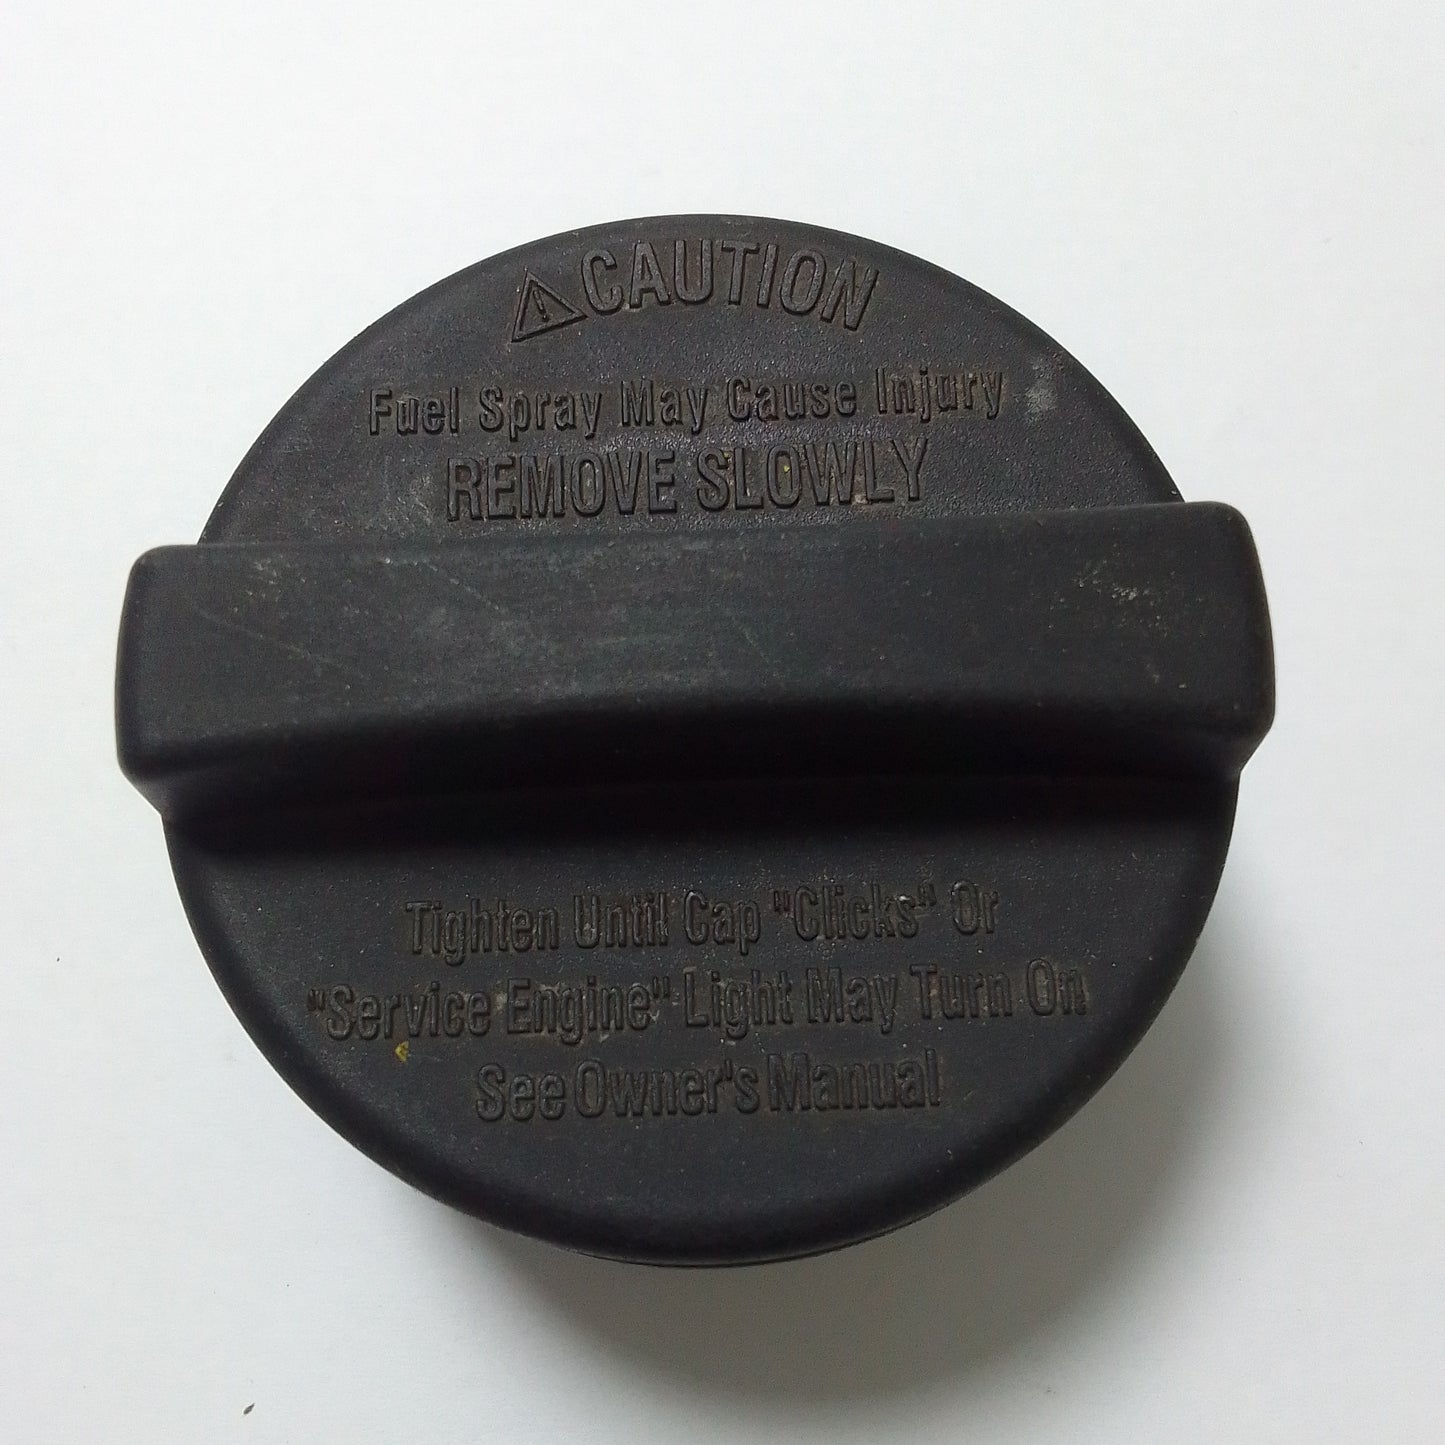 CAUTION
Fuel Spray May Cause Injury
REMOVE SLOWLY
Tighten Until Cap "Clicks" Or
"Service Engine" Light May Turn On
See Owner's Manual